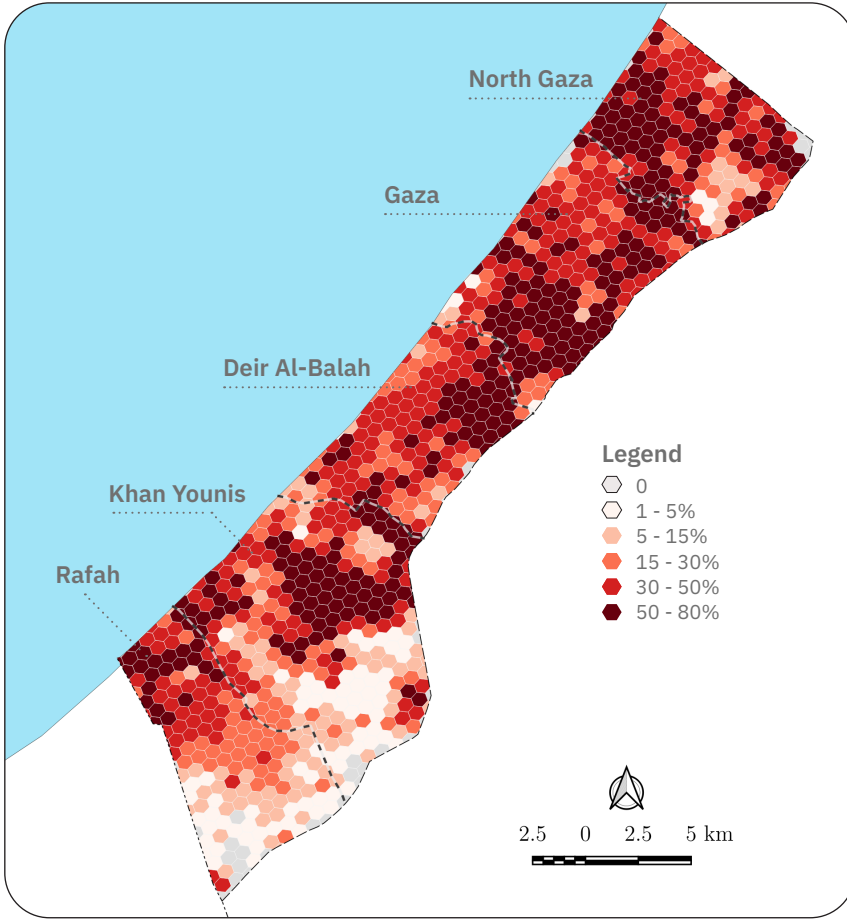 North Gaza
Gaza
Deir Al-Balah
Khan Younis
Rafah
Legend
0
1 - 5%
5 - 15%
15 - 30%
30 - 50%
50 - 80%
2.5 0 2.5 5 km